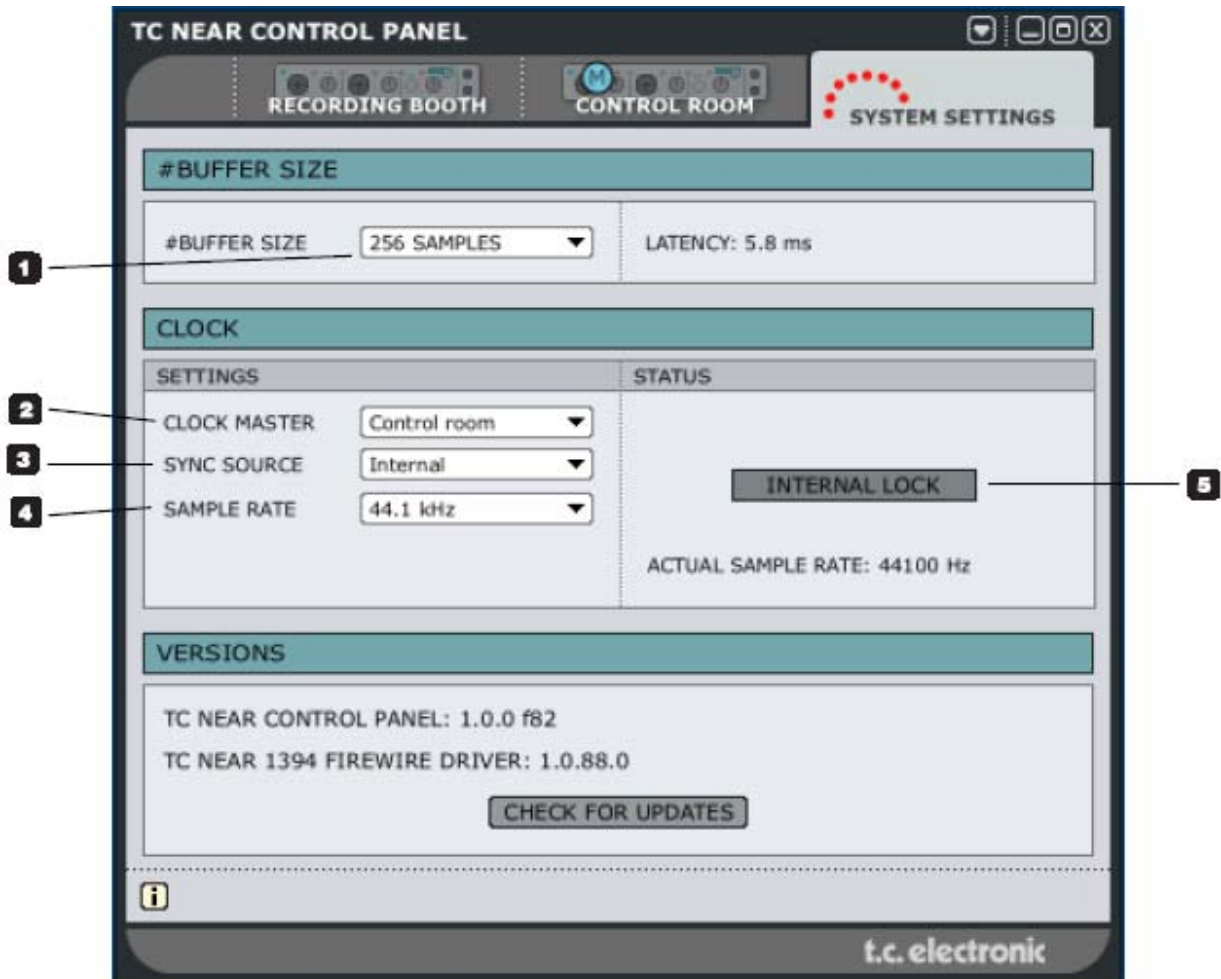 TC NEAR CONTROL PANEL
RECORDING BOOTH
M
CONTROL ROOM
SYSTEM SETTINGS
#BUFFER SIZE
#BUFFER SIZE 256 SAMPLES LATENCY: 5.8 ms
1
CLOCK
SETTINGS STATUS
2 CLOCK MASTER Control room
3 SYNC SOURCE Internal
INTERNAL LOCK 5
4 SAMPLE RATE 44.1 kHz
ACTUAL SAMPLE RATE: 44100 Hz
VERSIONS
TC NEAR CONTROL PANEL: 1.0.0 f82
TC NEAR 1394 FIREWIRE DRIVER: 1.0.88.0
CHECK FOR UPDATES
i
t.c. electronic